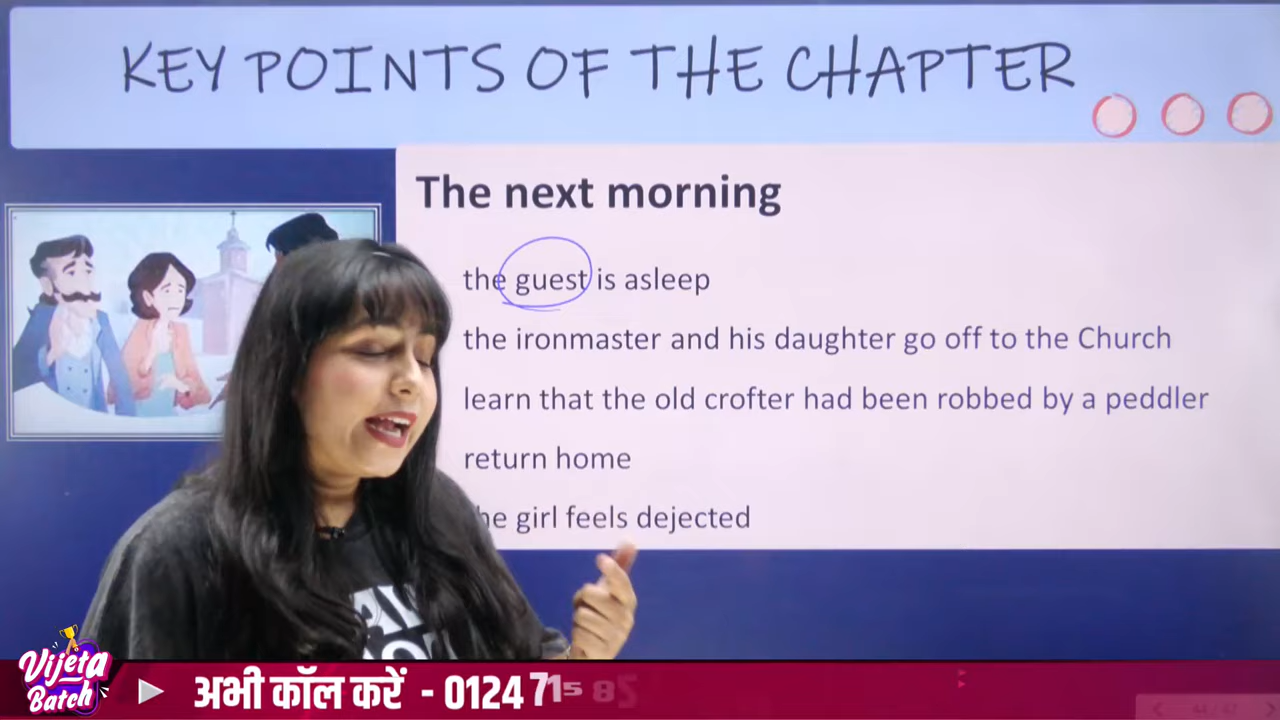 KEY POINTS OF THE CHAPTER
The next morning
the guest is asleep
the ironmaster and his daughter go off to the Church
learn that the old crofter had been robbed by a peddler
return home
he girl feels dejected
Vijeta
Batch
अभी कॉल करें - 0124 715 85